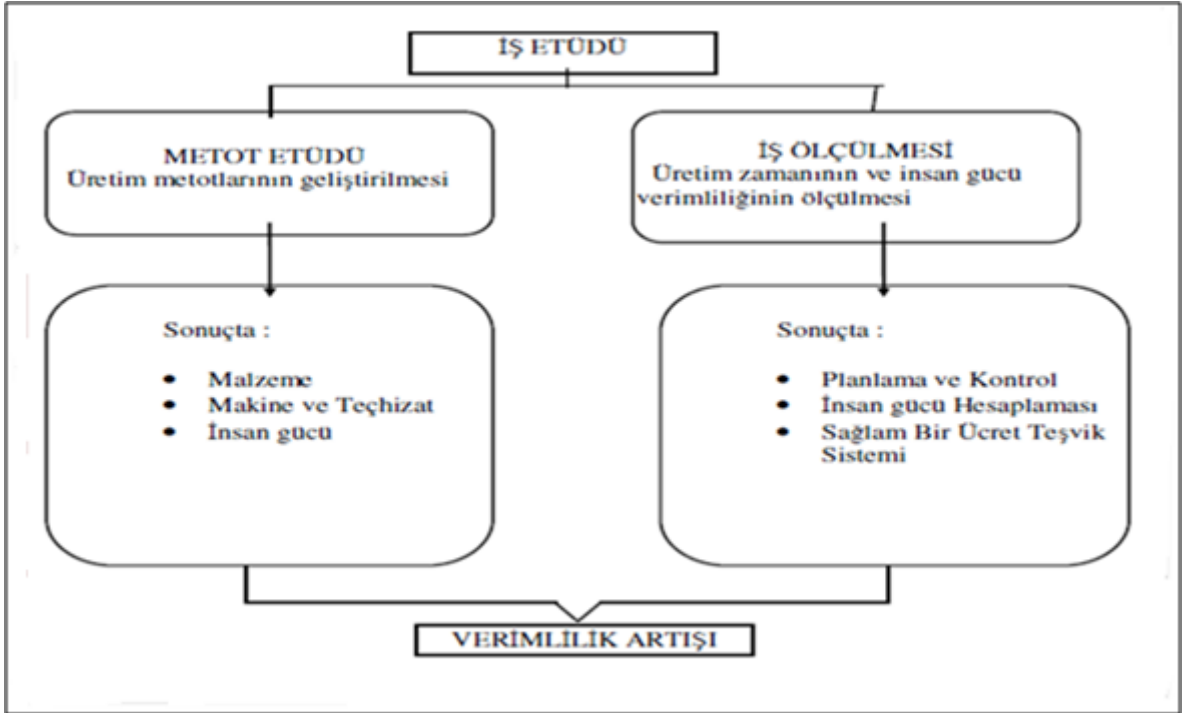 İŞ ETÜDÜ
METOT ETÜDÜ
Üretim metotlarının geliştirilmesi
İŞ ÖLÇÜLMESİ
Üretim zamanının ve insan gücü
verimliliğinin ölçülmesi
Sonuçta :
• Malzeme
• Makine ve Teçhizat
• İnsan gücü
Sonuçta :
• Planlama ve Kontrol
• İnsan gücü Hesaplaması
• Sağlam Bir Ücret Teşvik
Sistemi
VERİMLİLİK ARTIŞI